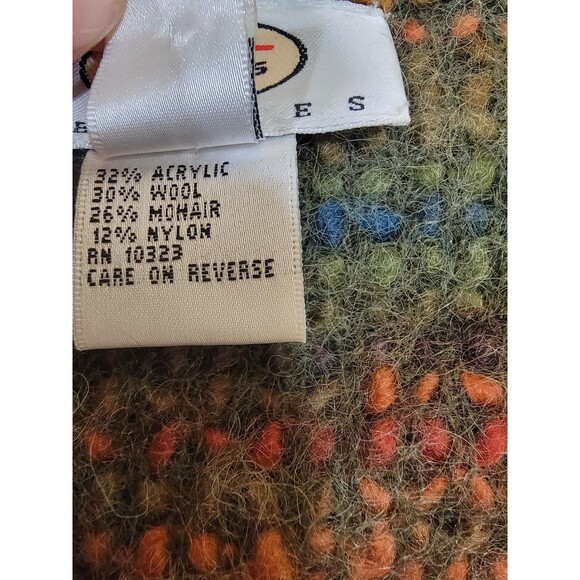 E S
32% ACRYLIC
30% WOOL
26% MOHAIR
12% NYLON
RN 10323
CARE ON REVERSE